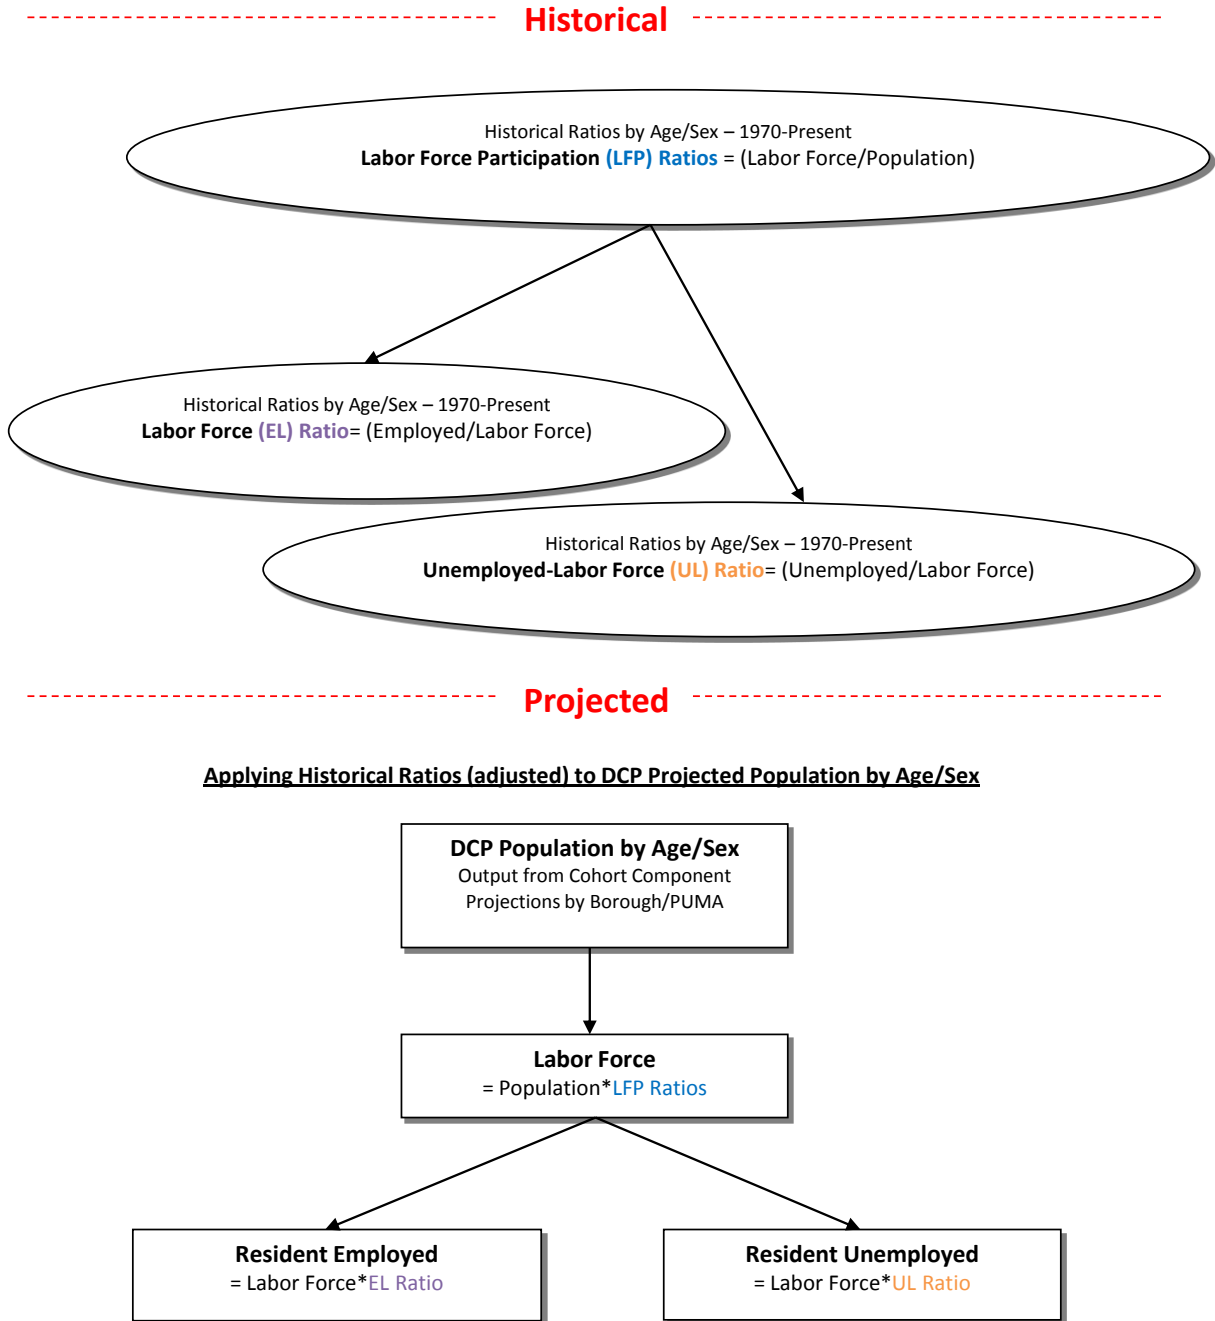 Historical
Historical Ratios by Age/Sex – 1970-Present
Labor Force Participation (LFP) Ratios = (Labor Force/Population)
Historical Ratios by Age/Sex – 1970-Present
Labor Force (EL) Ratio= (Employed/Labor Force)
Historical Ratios by Age/Sex – 1970-Present
Unemployed-Labor Force (UL) Ratio= (Unemployed/Labor Force)
Projected
Applying Historical Ratios (adjusted) to DCP Projected Population by Age/Sex
DCP Population by Age/Sex
Output from Cohort Component
Projections by Borough/PUMA
Labor Force
= Population*LFP Ratios
Resident Employed
= Labor Force*EL Ratio
Resident Unemployed
= Labor Force*UL Ratio